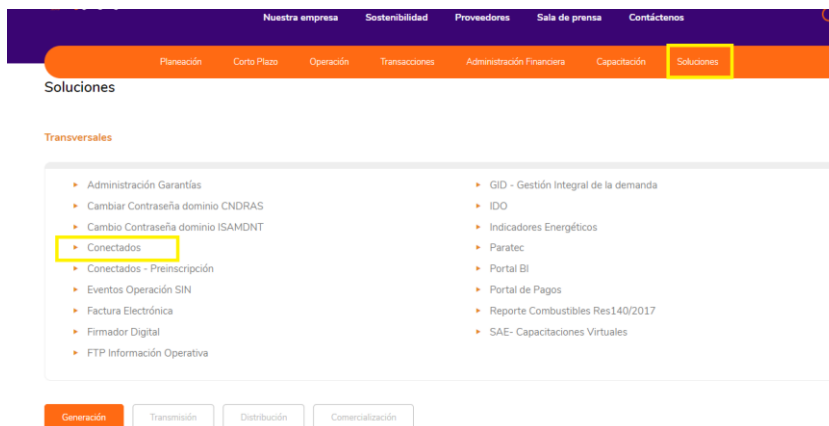 Nuestra empresa Sostenibilidad Proveedores Sala de prensa Contáctenos
Planeación Corto Plazo Operación Transacciones Administración Financiera Capacitación Soluciones
Soluciones
Transversales
Administración Garantías
Cambiar Contraseña dominio CNDRAS
Cambio Contraseña dominio ISAMDNT
Conectados
Conectados - Preinscripción
Eventos Operación SIN
Factura Electrónica
Firmador Digital
FTP Información Operativa
GID - Gestión Integral de la demanda
IDO
Indicadores Energéticos
Paratec
Portal BI
Portal de Pagos
Reporte Combustibles Res140/2017
SAE- Capacitaciones Virtuales
Generación Transmisión Distribución Comercialización